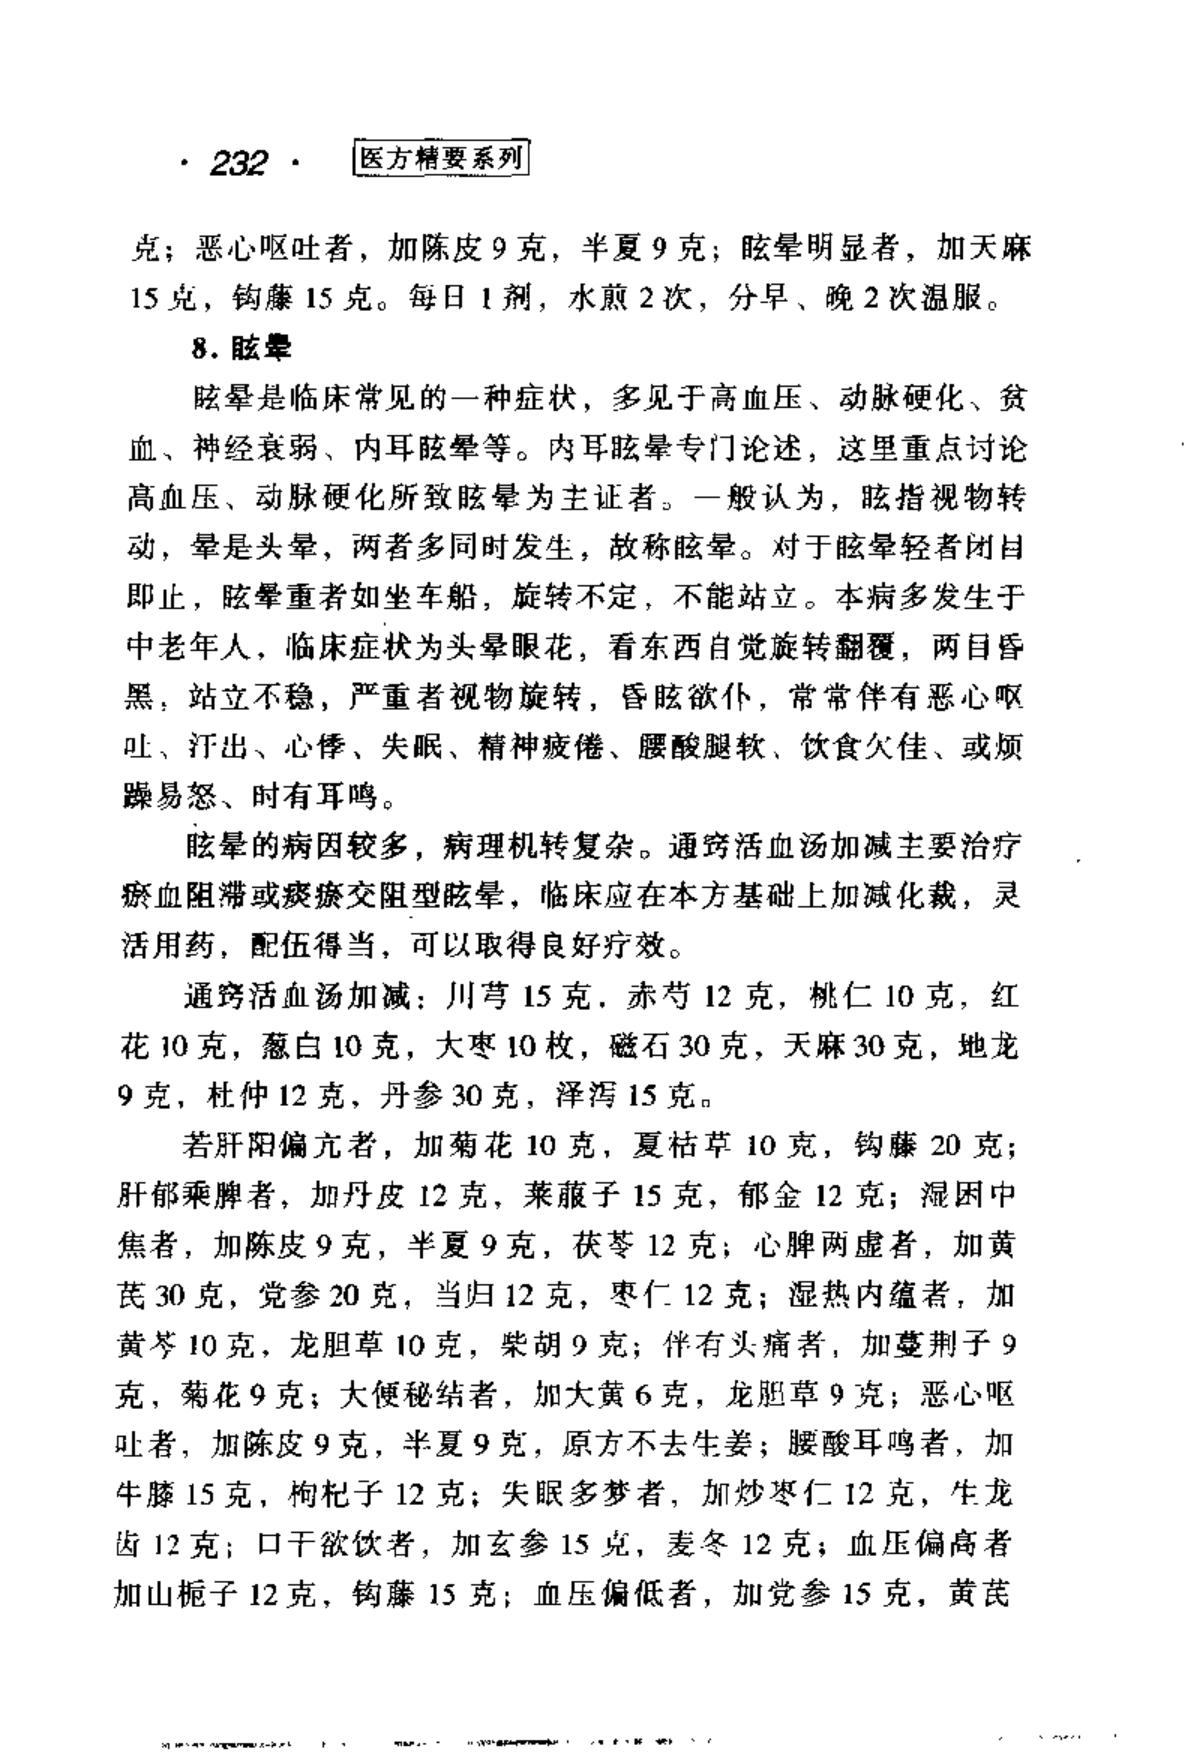 · 232 · 医方精要系列
克；恶心呕吐者，加陈皮 9 克，半夏 9 克；眩晕明显者，加天麻
15 克，钩藤 15 克。每日 1 剂，水煎 2 次，分早、晚 2 次温服。
8. 眩晕
眩晕是临床常见的一种症状，多见于高血压、动脉硬化、贫
血、神经衰弱、内耳眩晕等。内耳眩晕专门论述，这里重点讨论
高血压、动脉硬化所致眩晕为主证者。一般认为，眩指视物转
动，晕是头晕，两者多同时发生，故称眩晕。对于眩晕轻者闭目
即止，眩晕重者如坐车船，旋转不定，不能站立。本病多发生于
中老年人，临床症状为头晕眼花，看东西自觉旋转翻覆，两目昏
黑，站立不稳，严重者视物旋转，昏眩欲仆，常常伴有恶心呕
吐、汗出、心悸、失眠、精神疲倦、腰酸腿软、饮食欠佳、或烦
躁易怒、时有耳鸣。
眩晕的病因较多，病理机转复杂。通窍活血汤加减主要治疗
瘀血阻滞或痰瘀交阻型眩晕，临床应在本方基础上加减化裁，灵
活用药，配伍得当，可以取得良好疗效。
通窍活血汤加减：川芎 15 克，赤芍 12 克，桃仁 10 克，红
花 10 克，葱白 10 克，大枣 10 枚，磁石 30 克，天麻 30 克，地龙
9 克，杜仲 12 克，丹参 30 克，泽泻 15 克。
若肝阳偏亢者，加菊花 10 克，夏枯草 10 克，钩藤 20 克；
肝郁乘脾者，加丹皮 12 克，莱菔子 15 克，郁金 12 克；湿困中
焦者，加陈皮 9 克，半夏 9 克，茯苓 12 克；心脾两虚者，加黄
芪 30 克，党参 20 克，当归 12 克，枣仁 12 克；湿热内蕴者，加
黄芩 10 克，龙胆草 10 克，柴胡 9 克；伴有头痛者，加蔓荆子 9
克，菊花 9 克；大便秘结者，加大黄 6 克，龙胆草 9 克；恶心呕
吐者，加陈皮 9 克，半夏 9 克，原方不去生姜；腰酸耳鸣者，加
牛膝 15 克，枸杞子 12 克；失眠多梦者，加炒枣仁 12 克，生龙
齿 12 克；口干欲饮者，加玄参 15 克，麦冬 12 克；血压偏高者
加山栀子 12 克，钩藤 15 克；血压偏低者，加党参 15 克，黄芪